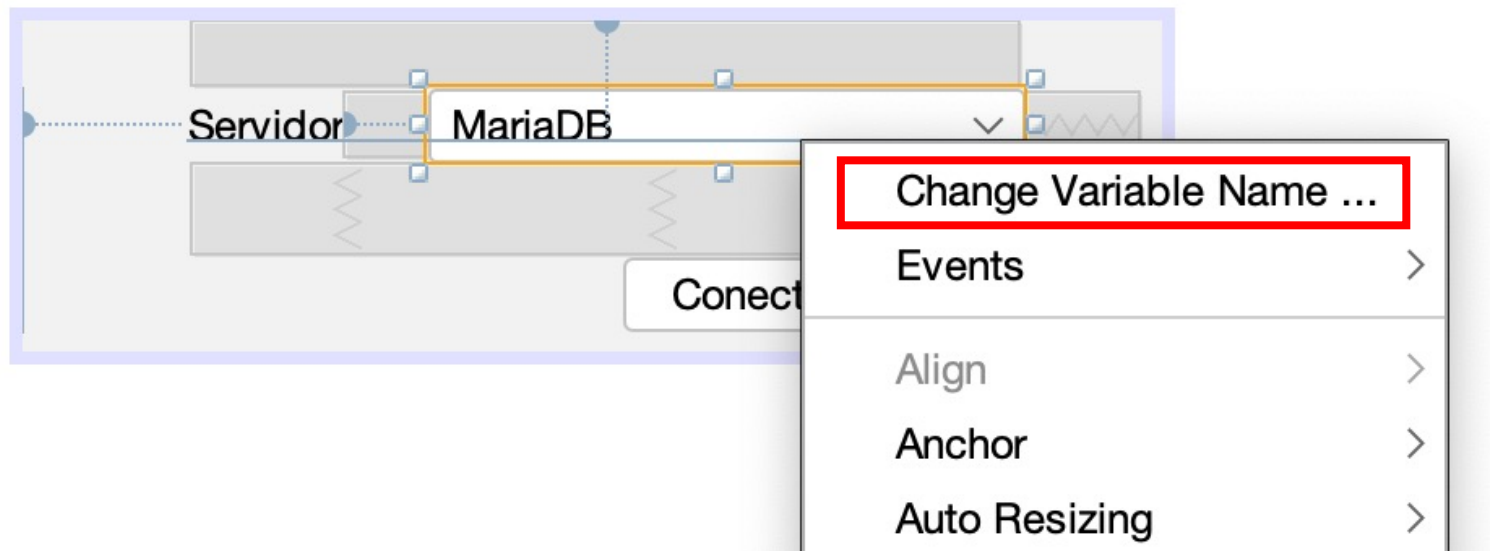 Servidor MariaDB
Change Variable Name ...
Events
Conect
Align
Anchor
Auto Resizing